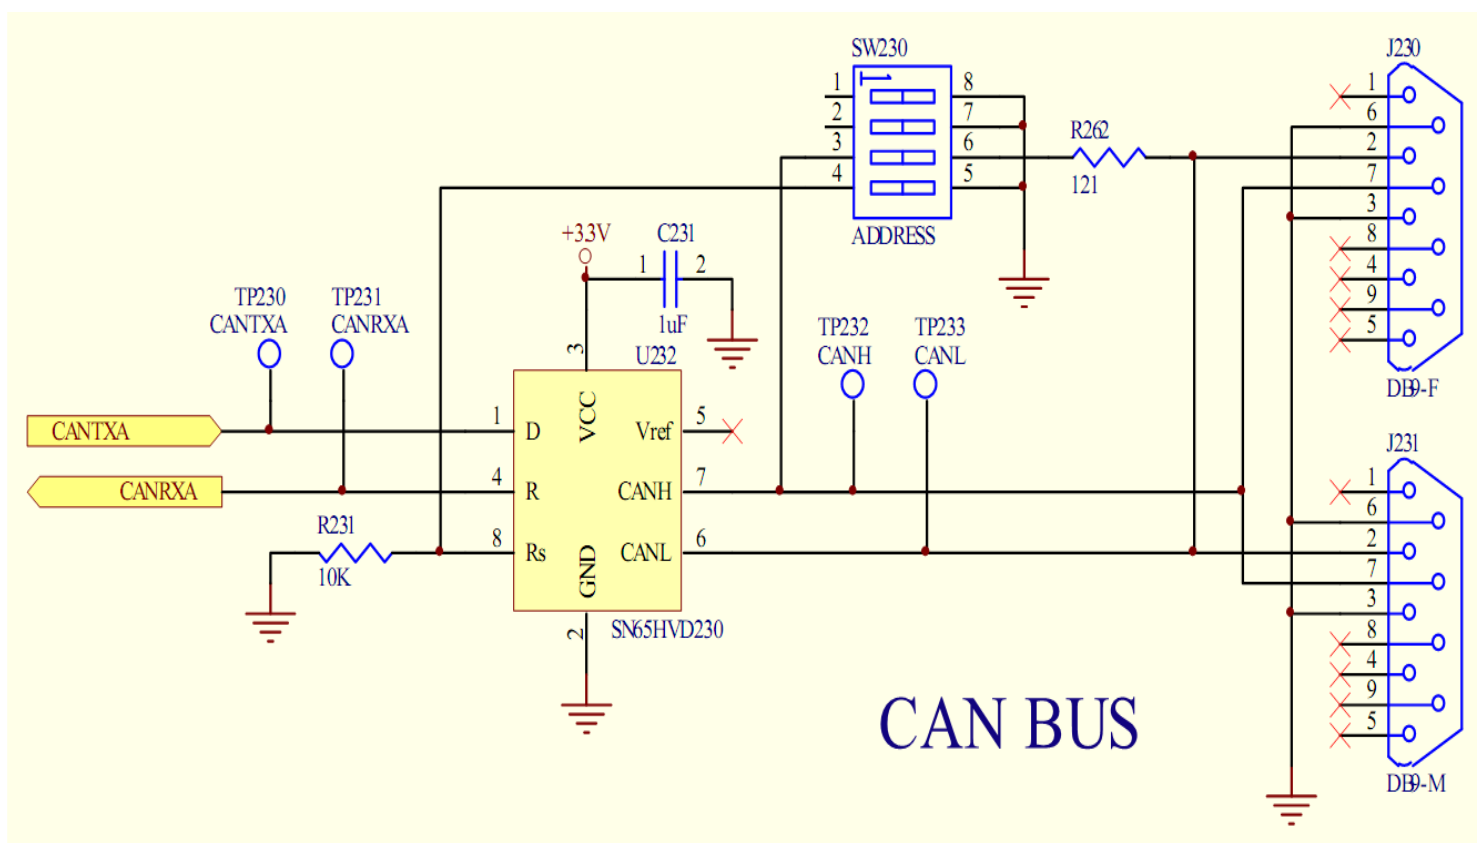 SW230
1
2
3
4
8
7
6
5
ADDRESS
R262
121
J230
1
6
2
7
3
8
4
9
5
DB9-F
+3.3V
C231
1
2
1uF
TP230
CANTXA
TP231
CANRXA
TP232
CANH
TP233
CANL
U232
3
VCC
CANTXA
1
D
Vref
5
CANRXA
4
R
CANH
7
R231
10K
8
Rs
CANL
6
GND
2
SN65HVD230
J231
1
6
2
7
3
8
4
9
5
DB9-M
CAN BUS